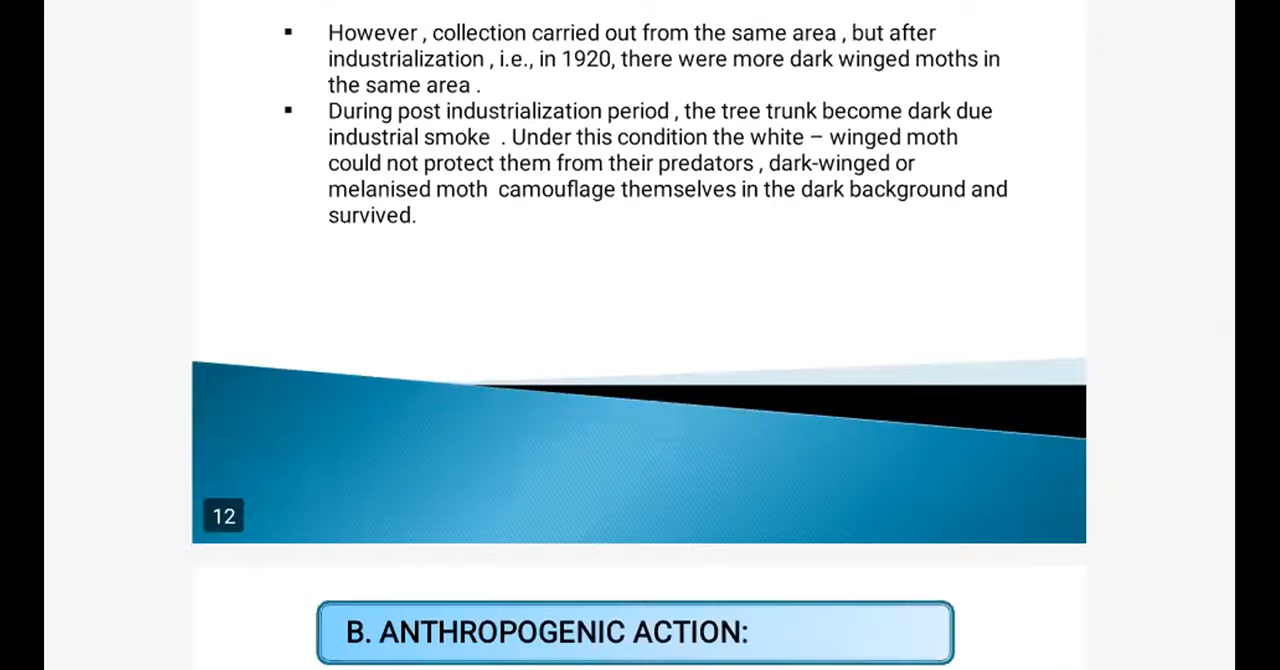 ▪ However , collection carried out from the same area , but after
industrialization , i.e., in 1920, there were more dark winged moths in
the same area .
▪ During post industrialization period , the tree trunk become dark due
industrial smoke  . Under this condition the white – winged moth
could not protect them from their predators , dark-winged or
melanised moth  camouflage themselves in the dark background and
survived.
12
B. ANTHROPOGENIC ACTION: